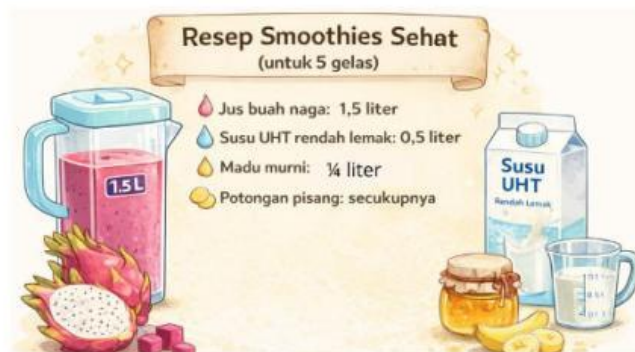 Resep Smoothies Sehat
(untuk 5 gelas)
Jus buah naga: 1,5 liter
Susu UHT rendah lemak: 0,5 liter
Madu murni: ¼ liter
Potongan pisang: secukupnya
1.5 L
Susu
UHT
Rendah Lemak